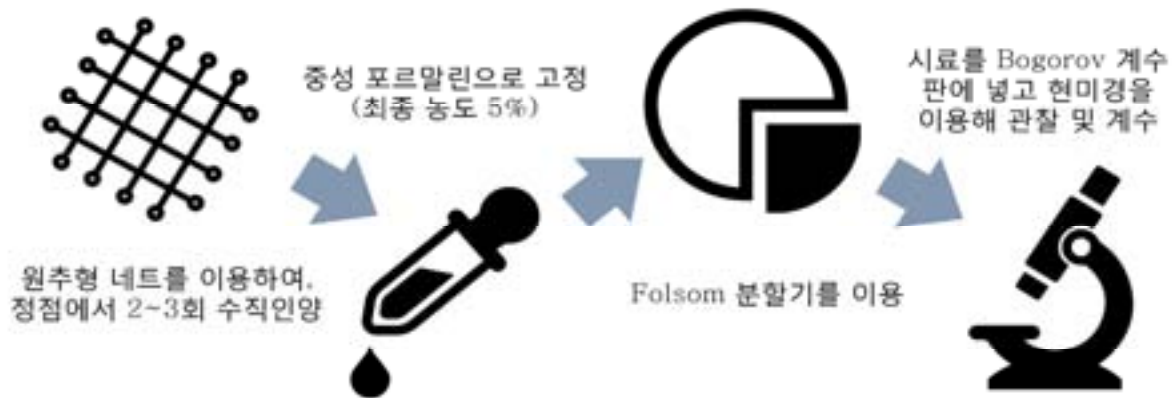 원추형 네트를 이용하여,
정점에서 2~3회 수직인양
중성 포르말린으로 고정
(최종 농도 5%)
Folsom 분할기를 이용
시료를 Bogorov 계수
판에 넣고 현미경을
이용해 관찰 및 계수